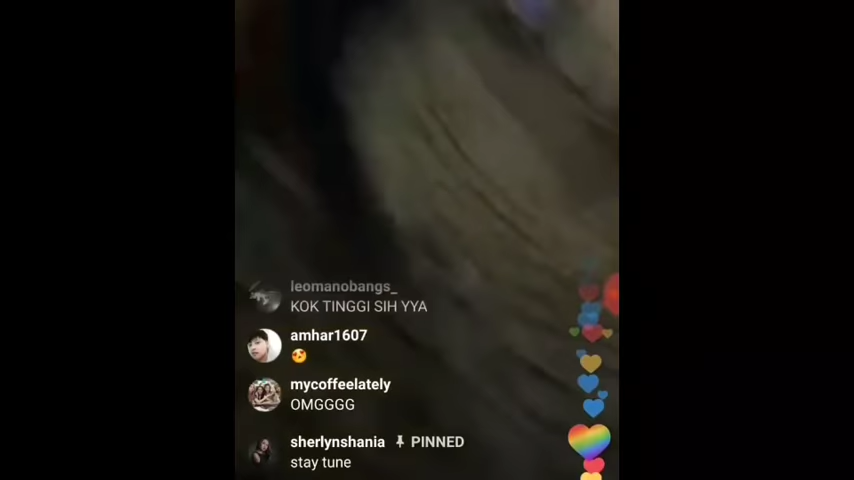 leomanobangs_
KOK TINGGI SIH YYA
amhar1607
😍
mycoffeelately
OMGGGG
sherlynshania PINNED
stay tune